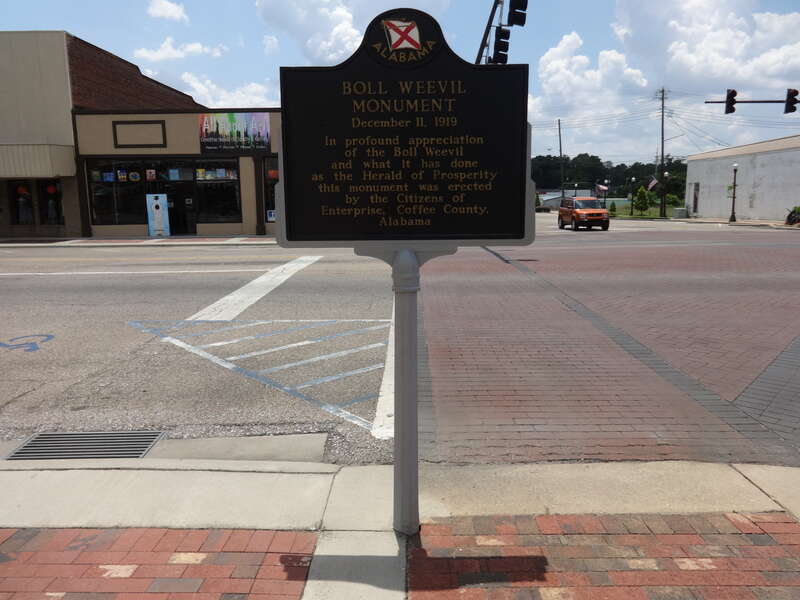 ALABAMA
BOLL WEEVIL
MONUMENT
December 11, 1919
In profound appreciation
of the Boll Weevil
and what it has done
as the Herald of Prosperity
this monument was erected
by the Citizens of
Enterprise, Coffee County,
Alabama